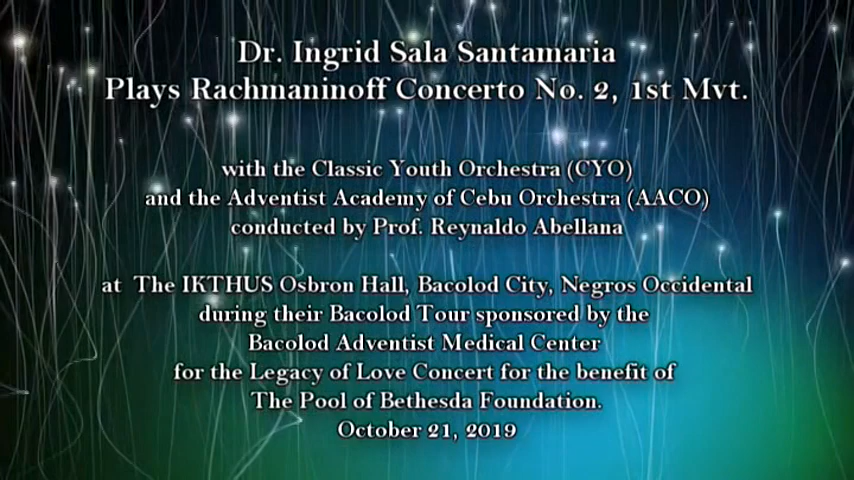 Dr. Ingrid Sala Santamaria
Plays Rachmaninoff Concerto No. 2, 1st Mvt.
with the Classic Youth Orchestra (CYO)
and the Adventist Academy of Cebu Orchestra (AACO)
conducted by Prof. Reynaldo Abellana
at The IKTHUS Osbron Hall, Bacolod City, Negros Occidental
during their Bacolod Tour sponsored by the
Bacolod Adventist Medical Center
for the Legacy of Love Concert for the benefit of
The Pool of Bethesda Foundation.
October 21, 2019